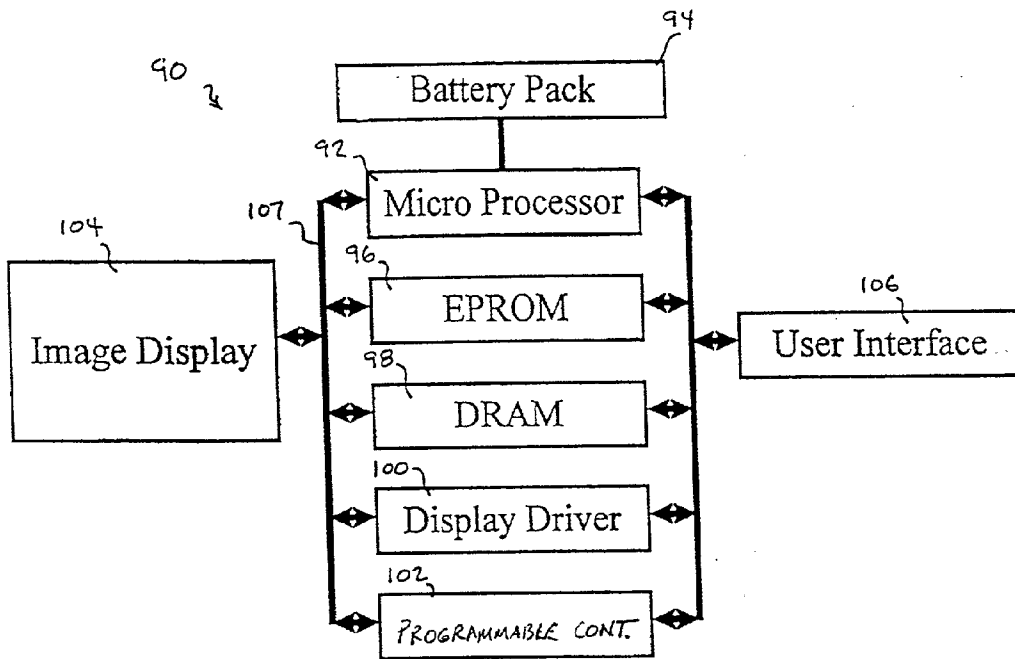 94
90
Battery Pack
92
Micro Processor
107
104
96
EPROM
106
Image Display
User Interface
98
DRAM
100
Display Driver
102
PROGRAMMABLE CONT.